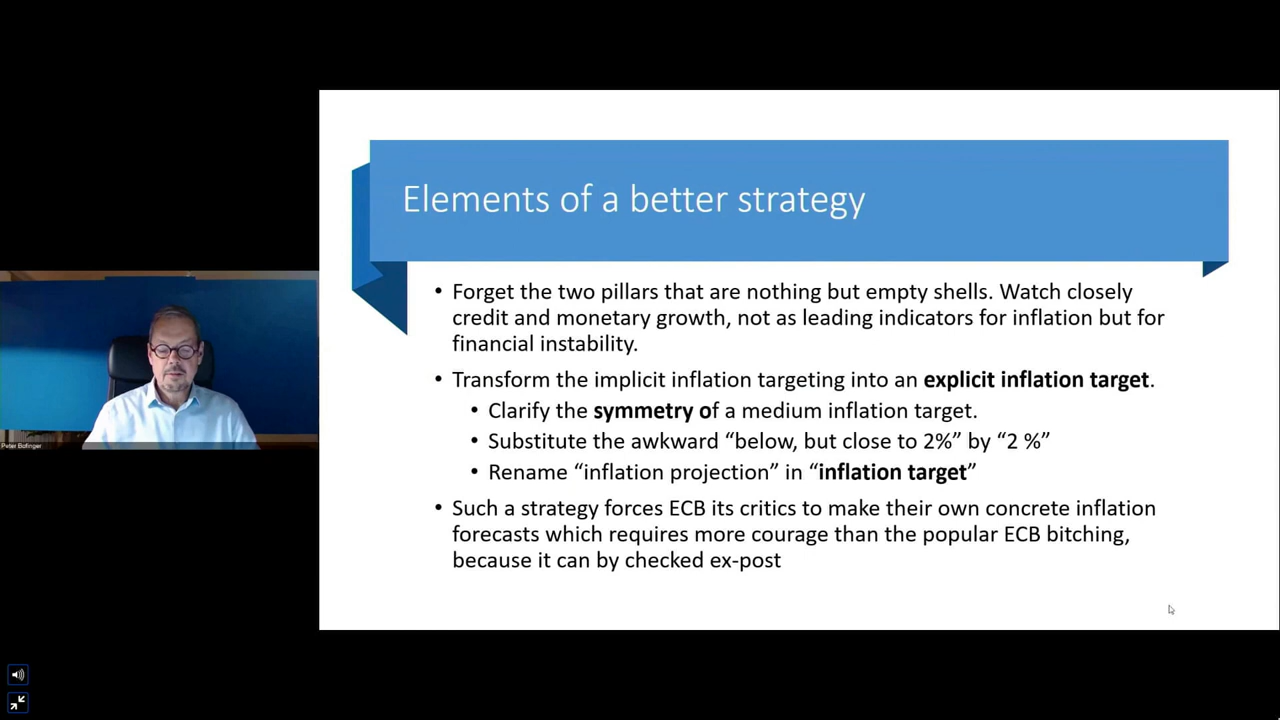 Elements of a better strategy
• Forget the two pillars that are nothing but empty shells. Watch closely
credit and monetary growth, not as leading indicators for inflation but for
financial instability.
• Transform the implicit inflation targeting into an explicit inflation target.
• Clarify the symmetry of a medium inflation target.
• Substitute the awkward “below, but close to 2%” by “2 %”
• Rename “inflation projection” in “inflation target”
• Such a strategy forces ECB its critics to make their own concrete inflation
forecasts which requires more courage than the popular ECB bitching,
because it can by checked ex-post
Peter Bofinger